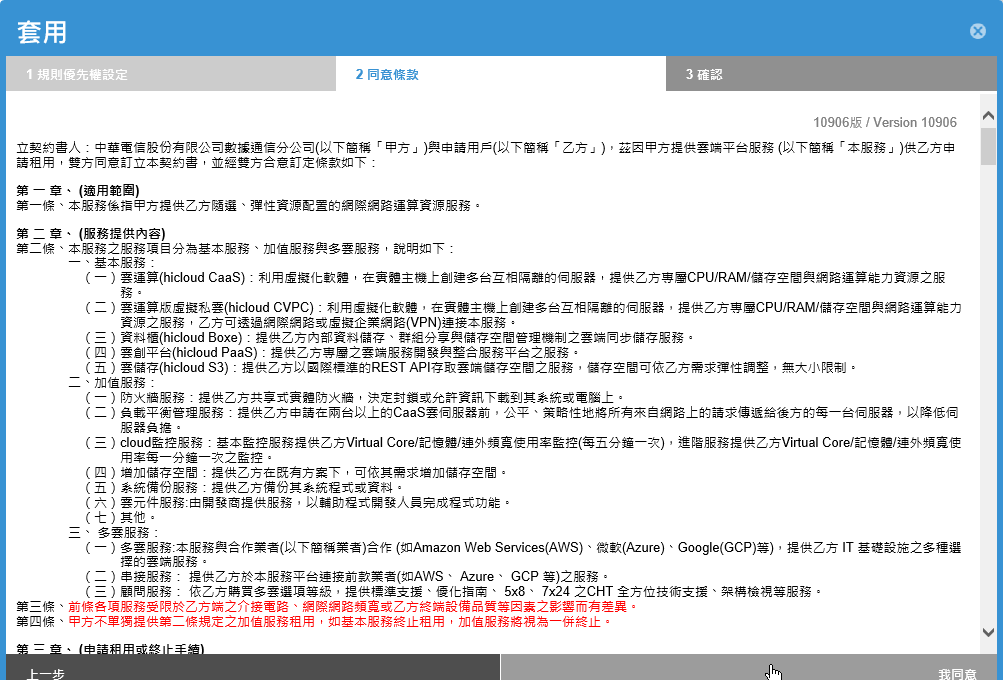 套用
1 規則優先權設定
2 同意條款
3 確認
10906版 / Version 10906
立契約書人：中華電信股份有限公司數據通信分公司(以下簡稱「甲方」)與申請用戶(以下簡稱「乙方」)，茲因甲方提供雲端平台服務 (以下簡稱「本服務」)供乙方申
請租用，雙方同意訂立本契約書，並經雙方合意訂定條款如下：
第 一 章、 (適用範圍)
第一條、本服務係指甲方提供乙方隨選、彈性資源配置的網際網路運算資源服務。
第 二 章、 (服務提供內容)
第二條、本服務之服務項目分為基本服務、加值服務與多雲服務，說明如下：
一、基本服務：
（一）雲運算(hicloud CaaS)：利用虛擬化軟體，在實體主機上創建多台互相隔離的伺服器，提供乙方專屬CPU/RAM/儲存空間與網路運算能力資源之服
務。
（二）雲運算版虛擬私雲(hicloud CVPC)：利用虛擬化軟體，在實體主機上創建多台互相隔離的伺服器，提供乙方專屬CPU/RAM/儲存空間與網路運算能力
資源之服務，乙方可透過網際網路或虛擬企業網路(VPN)連接本服務。
（三）資料櫃(hicloud Boxe)：提供乙方內部資料儲存、群組分享與儲存空間管理機制之雲端同步儲存服務。
（四）雲創平台(hicloud PaaS)：提供乙方專屬之雲端服務開發與整合服務平台之服務。
（五）雲儲存(hicloud S3)：提供乙方以國際標準的REST API存取雲端儲存空間之服務，儲存空間可依乙方需求彈性調整，無大小限制。
二、加值服務：
（一）防火牆服務：提供乙方共享式實體防火牆，決定封鎖或允許資訊下載到其系統或電腦上。
（二）負載平衡管理服務：提供乙方申請在兩台以上的CaaS雲伺服器前，公平、策略性地將所有來自網路上的請求傳遞給後方的每一台伺服器，以降低伺
服器負擔。
（三）cloud監控服務：基本監控服務提供乙方Virtual Core/記憶體/連外頻寬使用率監控(每五分鐘一次)，進階服務提供乙方Virtual Core/記憶體/連外頻寬使
用率每一分鐘一次之監控。
（四）增加儲存空間：提供乙方在既有方案下，可依其需求增加儲存空間。
（五）系統備份服務：提供乙方備份其系統程式或資料。
（六）雲元件服務:由開發商提供服務，以輔助程式開發人員完成程式功能。
（七）其他。
三、 多雲服務：
（一）多雲服務:本服務與合作業者(以下簡稱業者)合作 (如Amazon Web Services(AWS)、微軟(Azure)、Google(GCP)等)，提供乙方 IT 基礎設施之多種選
擇的雲端服務。
（二）串接服務： 提供乙方於本服務平台連接前款業者(如AWS、 Azure、 GCP 等)之服務。
（三）顧問服務： 依乙方購買多雲選項等級，提供標準支援、優化指南、 5x8、 7x24 之CHT 全方位技術支援、架構檢視等服務。
第三條、前條各項服務受限於乙方端之介接電路、網際網路頻寬或乙方終端設備品質等因素之影響而有差異。
第四條、甲方不單獨提供第二條規定之加值服務租用，如基本服務終止租用，加值服務將視為一併終止。
第 三 章、 (申請租用或終止手續)
上一步
我同意